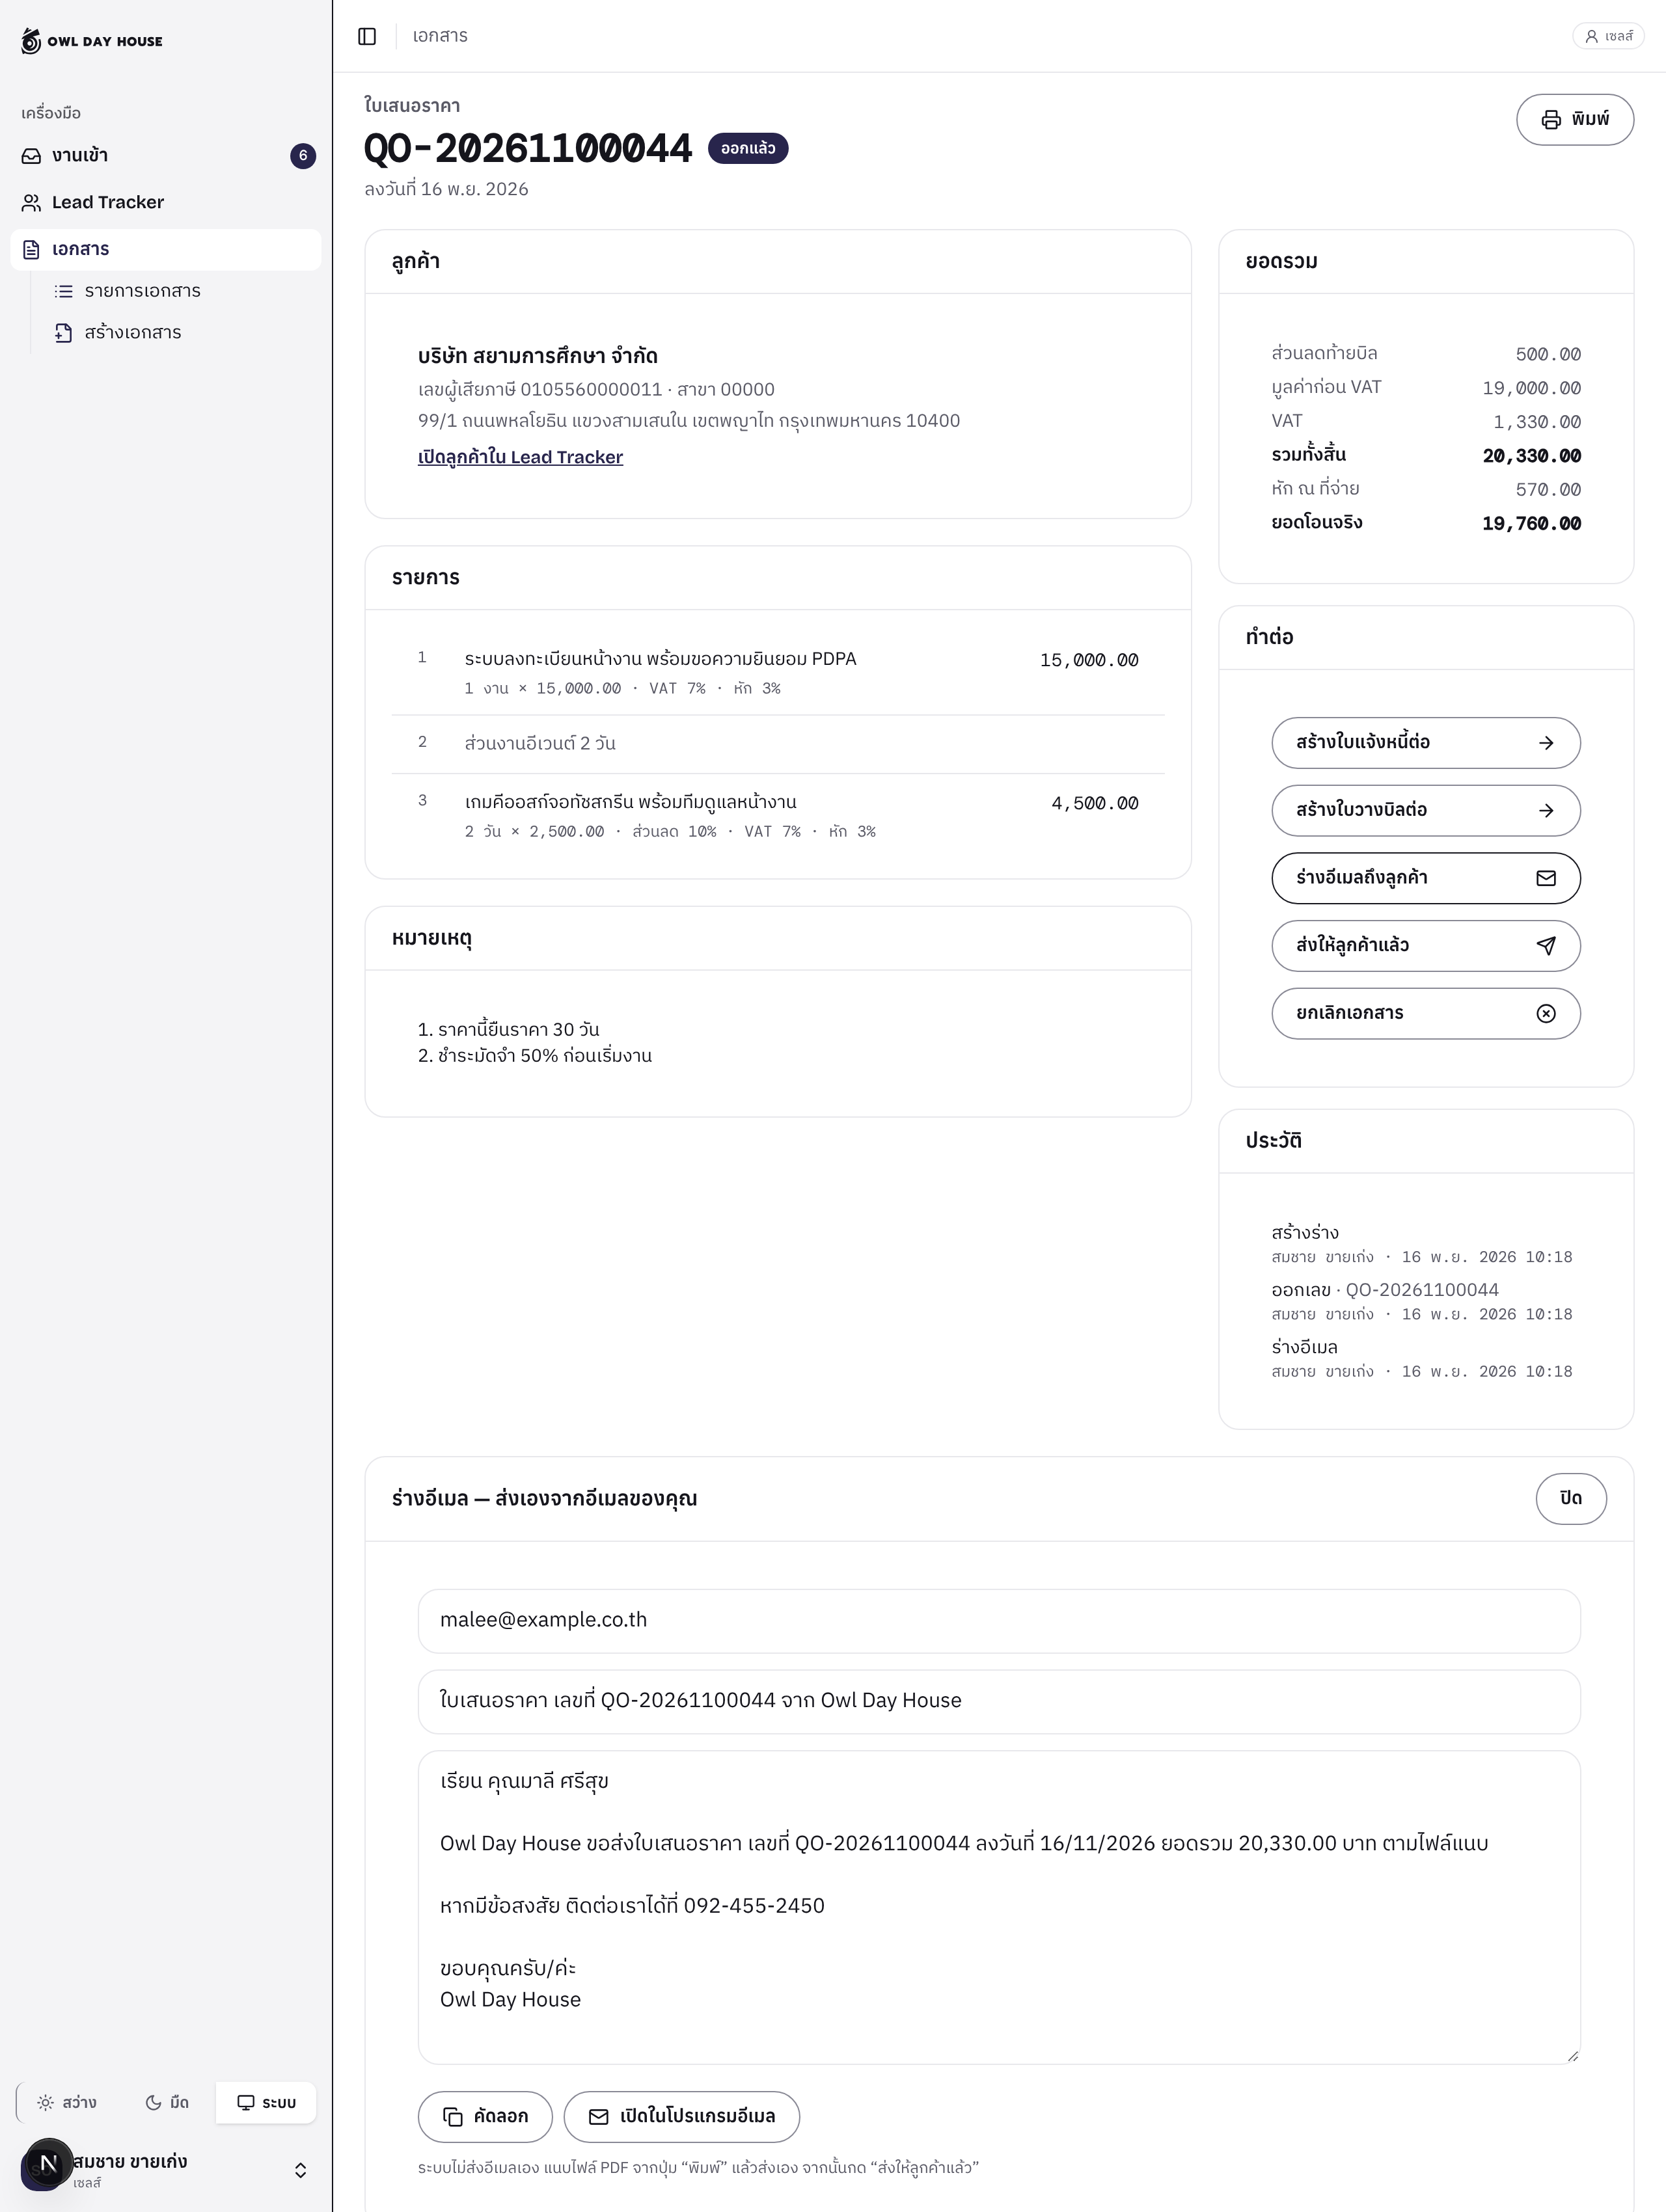 OWL DAY HOUSE
เครื่องมือ
งานเข้า 6
Lead Tracker
เอกสาร
รายการเอกสาร
สร้างเอกสาร
สว่าง มืด ระบบ
N สมชาย ขายเก่ง
เซลส์
เอกสาร
เซลส์
ใบเสนอราคา
QO-20261100044 ออกแล้ว
ลงวันที่ 16 พ.ย. 2026
พิมพ์
ลูกค้า
บริษัท สยามการศึกษา จำกัด
เลขผู้เสียภาษี 0105560000011 · สาขา 00000
99/1 ถนนพหลโยธิน แขวงสามเสนใน เขตพญาไท กรุงเทพมหานคร 10400
เปิดลูกค้าใน Lead Tracker
รายการ
1 ระบบลงทะเบียนหน้างาน พร้อมขอความยินยอม PDPA 15,000.00
1 งาน × 15,000.00 · VAT 7% · หัก 3%
2 ส่วนงานอีเวนต์ 2 วัน
3 เกมคีออสก์จอทัชสกรีน พร้อมทีมดูแลหน้างาน 4,500.00
2 วัน × 2,500.00 · ส่วนลด 10% · VAT 7% · หัก 3%
หมายเหตุ
1. ราคานี้ยืนราคา 30 วัน
2. ชำระมัดจำ 50% ก่อนเริ่มงาน
ยอดรวม
ส่วนลดท้ายบิล 500.00
มูลค่าก่อน VAT 19,000.00
VAT 1,330.00
รวมทั้งสิ้น 20,330.00
หัก ณ ที่จ่าย 570.00
ยอดโอนจริง 19,760.00
ทำต่อ
สร้างใบแจ้งหนี้ต่อ
สร้างใบวางบิลต่อ
ร่างอีเมลถึงลูกค้า
ส่งให้ลูกค้าแล้ว
ยกเลิกเอกสาร
ประวัติ
สร้างร่าง
สมชาย ขายเก่ง · 16 พ.ย. 2026 10:18
ออกเลข · QO-20261100044
สมชาย ขายเก่ง · 16 พ.ย. 2026 10:18
ร่างอีเมล
สมชาย ขายเก่ง · 16 พ.ย. 2026 10:18
ร่างอีเมล — ส่งเองจากอีเมลของคุณ
ปิด
malee@example.co.th
ใบเสนอราคา เลขที่ QO-20261100044 จาก Owl Day House
เรียน คุณมาลี ศรีสุข
Owl Day House ขอส่งใบเสนอราคา เลขที่ QO-20261100044 ลงวันที่ 16/11/2026 ยอดรวม 20,330.00 บาท ตามไฟล์แนบ
หากมีข้อสงสัย ติดต่อเราได้ที่ 092-455-2450
ขอบคุณครับ/ค่ะ
Owl Day House
คัดลอก
เปิดในโปรแกรมอีเมล
ระบบไม่ส่งอีเมลเอง แนบไฟล์ PDF จากปุ่ม “พิมพ์” แล้วส่งเอง จากนั้นกด “ส่งให้ลูกค้าแล้ว”